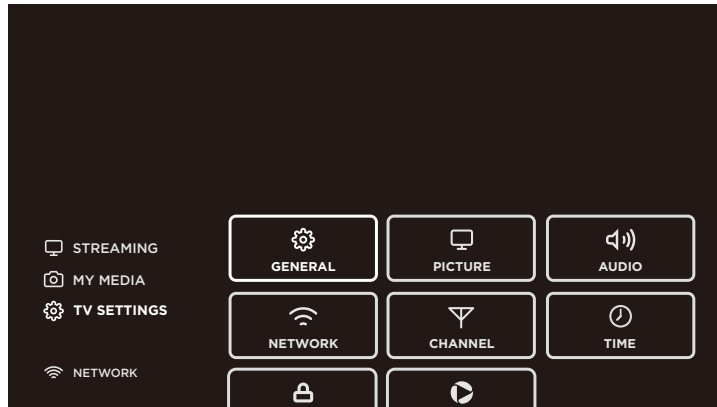 STREAMING
MY MEDIA
TV SETTINGS
NETWORK
GENERAL
PICTURE
AUDIO
NETWORK
CHANNEL
TIME